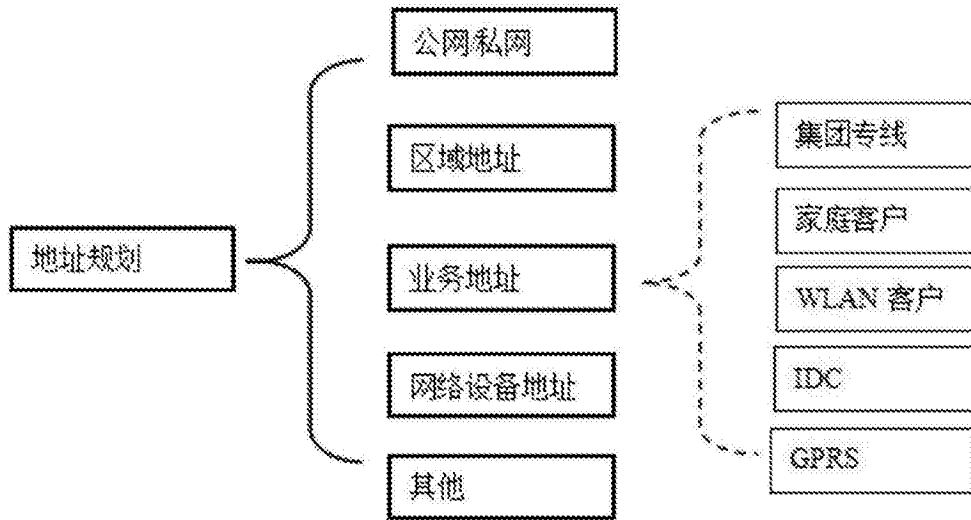 公网/私网
区域地址
地址规划
业务地址
网络设备地址
其他
集团专线
家庭客户
WLAN 客户
IDC
GPRS